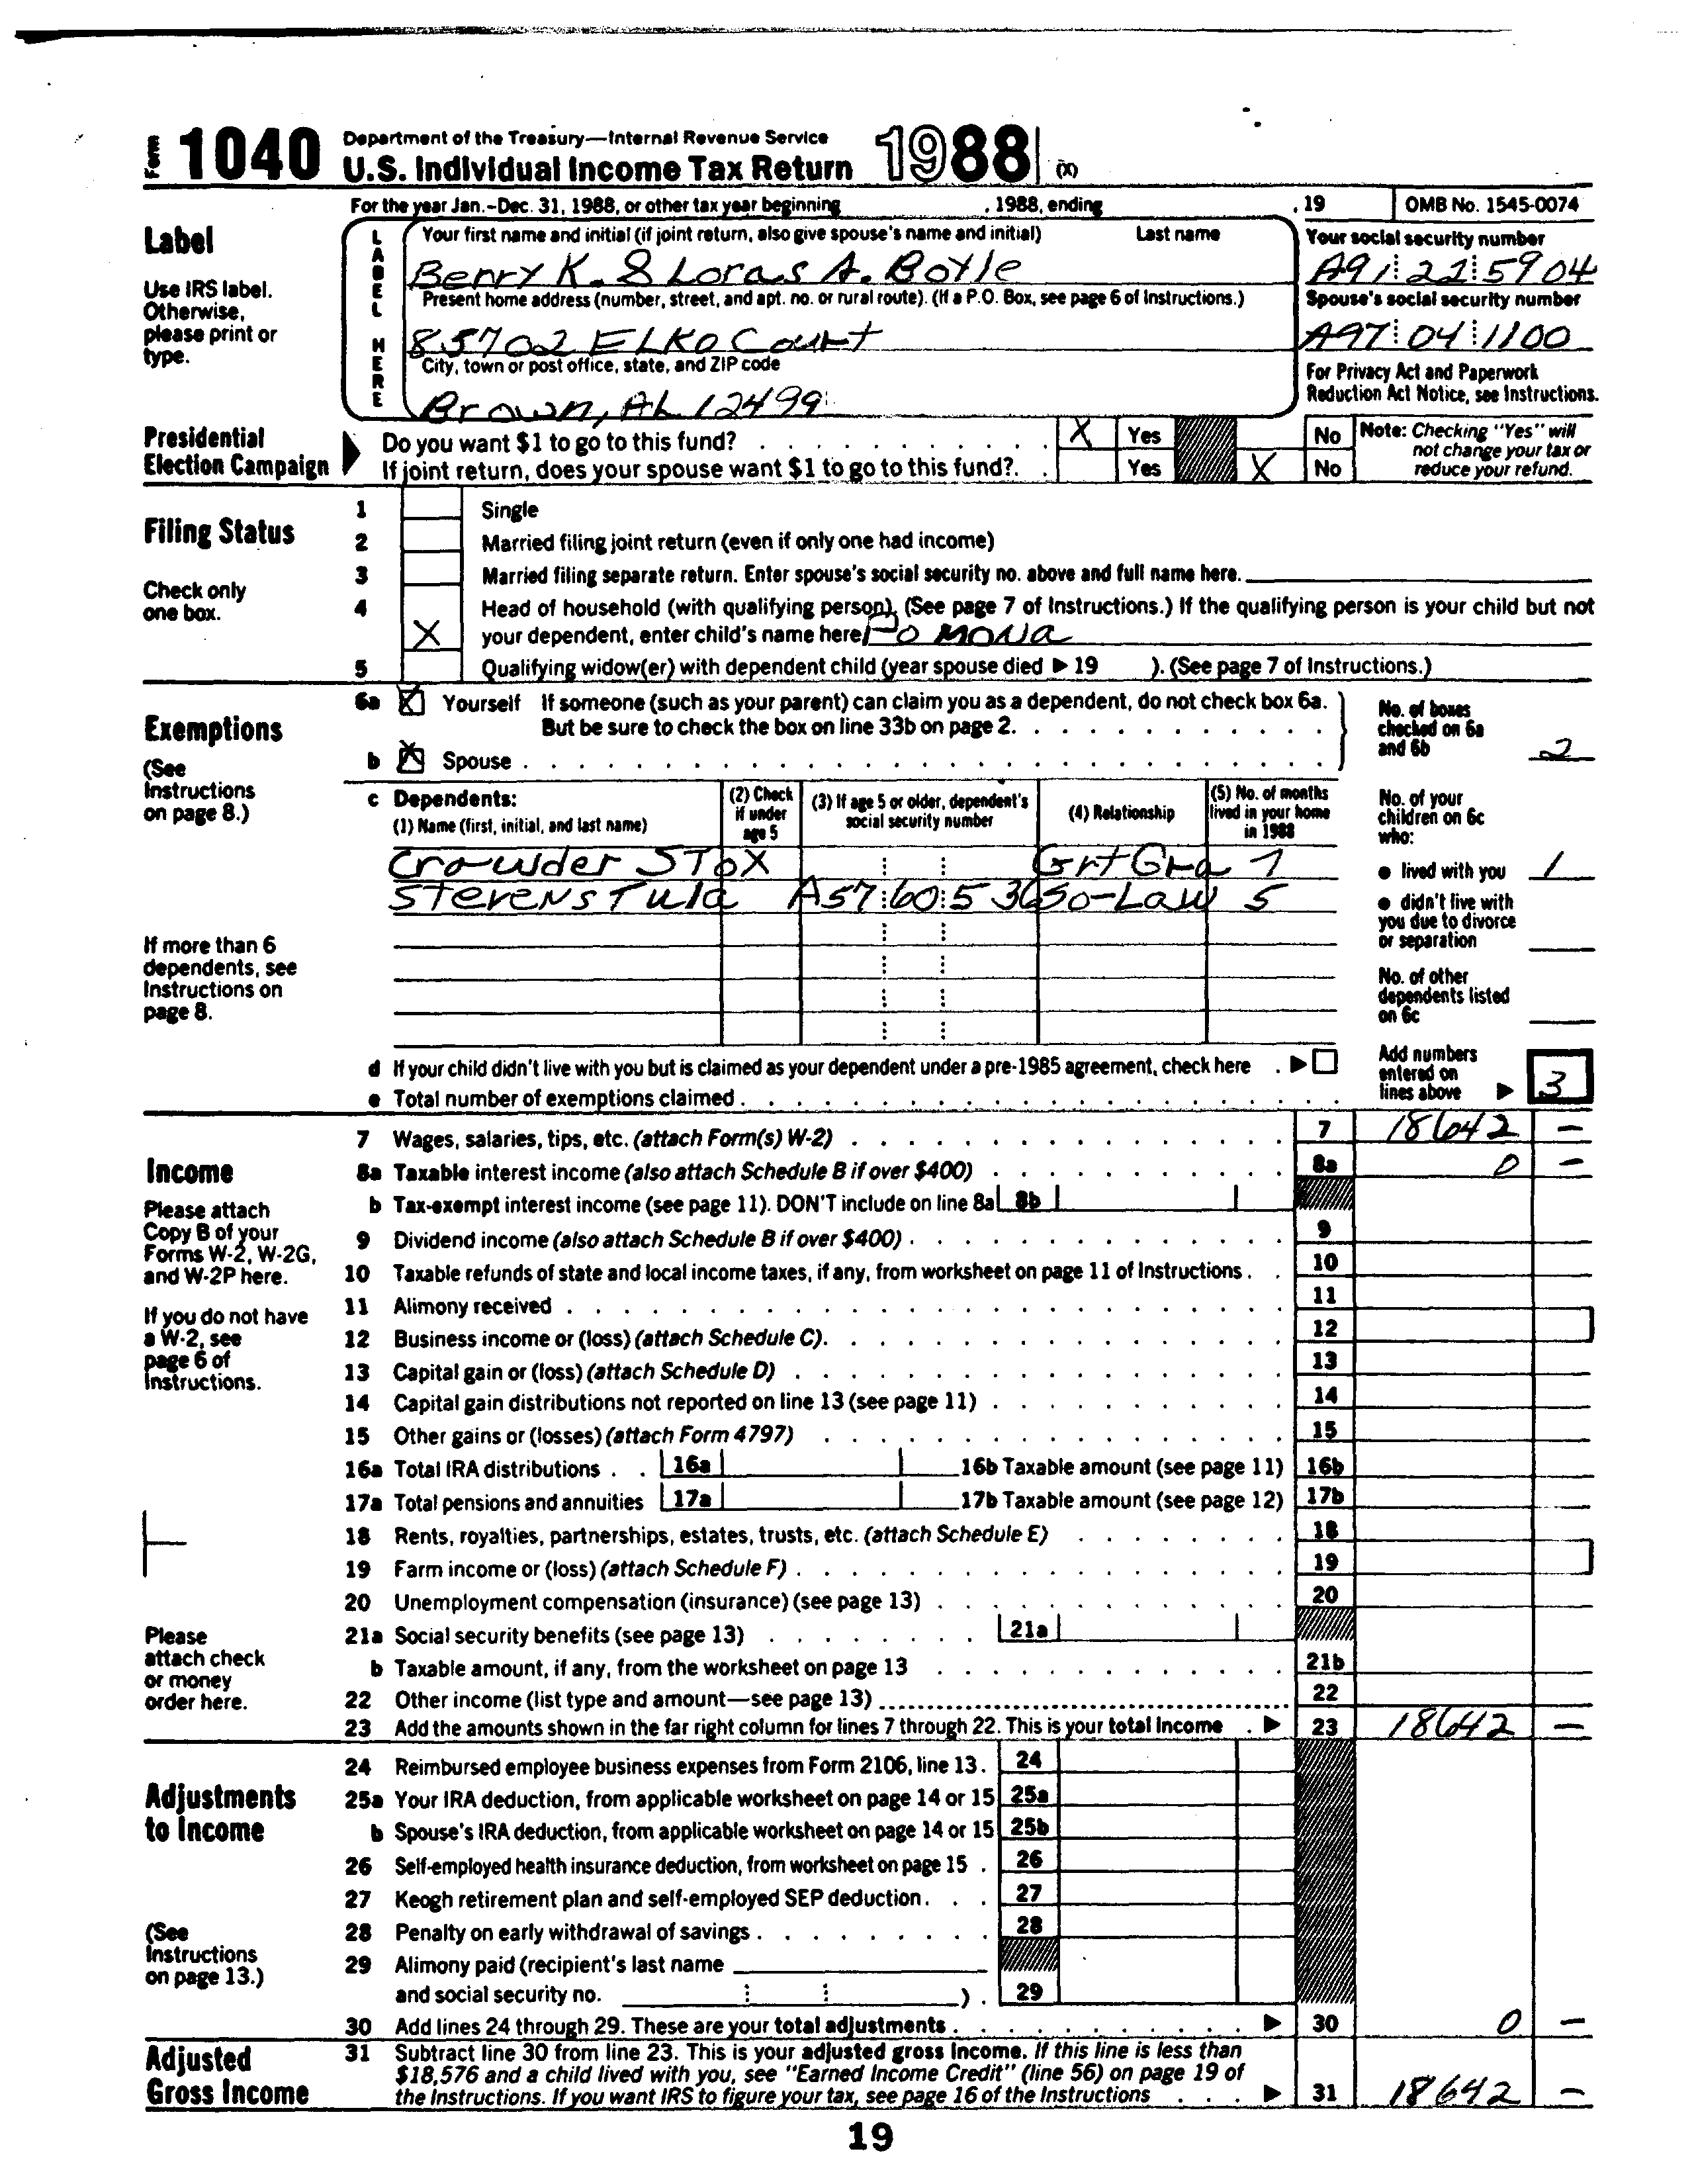 Form 1040 Department of the Treasury—Internal Revenue Service
U.S. Individual Income Tax Return 1988 (X)
For the year Jan.-Dec. 31, 1988, or other tax year beginning , 1988, ending , 19 OMB No. 1545-0074
Label
Use IRS label.
Otherwise,
please print or
type.
LABEL HERE
Your first name and initial (if joint return, also give spouse's name and initial) Last name
Berry K. & Loras A. Boyle
Your social security number
A91 22 5904
Present home address (number, street, and apt. no. or rural route). (If a P.O. Box, see page 6 of Instructions.)
85702 ELKO Court
Spouse's social security number
A97 04 1100
City, town or post office, state, and ZIP code
Brown, AL 12499
For Privacy Act and Paperwork
Reduction Act Notice, see Instructions.
Presidential
Election Campaign
Do you want $1 to go to this fund? X Yes No
If joint return, does your spouse want $1 to go to this fund? Yes X No
Note: Checking "Yes" will
not change your tax or
reduce your refund.
Filing Status
Check only
one box.
1 Single
2 Married filing joint return (even if only one had income)
3 Married filing separate return. Enter spouse's social security no. above and full name here.
4 Head of household (with qualifying person). (See page 7 of Instructions.) If the qualifying person is your child but not
X your dependent, enter child's name here Pomona
5 Qualifying widow(er) with dependent child (year spouse died ▶ 19 ). (See page 7 of Instructions.)
Exemptions
(See
Instructions
on page 8.)
6a X Yourself If someone (such as your parent) can claim you as a dependent, do not check box 6a.
But be sure to check the box on line 33b on page 2.
b X Spouse
No. of boxes
checked on 6a
and 6b 2
c Dependents:
(1) Name (first, initial, and last name)
(2) Check
if under
age 5
(3) If age 5 or older, dependent's
social security number
(4) Relationship
(5) No. of months
lived in your home
in 1988
Crowder STo X GrtGra 7
Stevens Tula A57 60 5 36 So-Law 5
No. of your
children on 6c
who:
● lived with you 1
● didn't live with
you due to divorce
or separation
No. of other
dependents listed
on 6c
If more than 6
dependents, see
Instructions on
page 8.
d If your child didn't live with you but is claimed as your dependent under a pre-1985 agreement, check here ▶
e Total number of exemptions claimed
Add numbers
entered on
lines above ▶ 3
Income
Please attach
Copy B of your
Forms W-2, W-2G,
and W-2P here.
If you do not have
a W-2, see
page 6 of
Instructions.
Please
attach check
or money
order here.
7 Wages, salaries, tips, etc. (attach Form(s) W-2) 7 18642 —
8a Taxable interest income (also attach Schedule B if over $400) 8a 0 —
b Tax-exempt interest income (see page 11). DON'T include on line 8a 8b
9 Dividend income (also attach Schedule B if over $400) 9
10 Taxable refunds of state and local income taxes, if any, from worksheet on page 11 of Instructions 10
11 Alimony received 11
12 Business income or (loss) (attach Schedule C) 12
13 Capital gain or (loss) (attach Schedule D) 13
14 Capital gain distributions not reported on line 13 (see page 11) 14
15 Other gains or (losses) (attach Form 4797) 15
16a Total IRA distributions 16a 16b Taxable amount (see page 11) 16b
17a Total pensions and annuities 17a 17b Taxable amount (see page 12) 17b
18 Rents, royalties, partnerships, estates, trusts, etc. (attach Schedule E) 18
19 Farm income or (loss) (attach Schedule F) 19
20 Unemployment compensation (insurance) (see page 13) 20
21a Social security benefits (see page 13) 21a
b Taxable amount, if any, from the worksheet on page 13 21b
22 Other income (list type and amount—see page 13) 22
23 Add the amounts shown in the far right column for lines 7 through 22. This is your total income ▶ 23 18642 —
Adjustments
to Income
(See
Instructions
on page 13.)
24 Reimbursed employee business expenses from Form 2106, line 13. 24
25a Your IRA deduction, from applicable worksheet on page 14 or 15 25a
b Spouse's IRA deduction, from applicable worksheet on page 14 or 15 25b
26 Self-employed health insurance deduction, from worksheet on page 15 26
27 Keogh retirement plan and self-employed SEP deduction 27
28 Penalty on early withdrawal of savings 28
29 Alimony paid (recipient's last name
and social security no. ) 29
30 Add lines 24 through 29. These are your total adjustments ▶ 30 0 —
Adjusted
Gross Income
31 Subtract line 30 from line 23. This is your adjusted gross income. If this line is less than
$18,576 and a child lived with you, see "Earned Income Credit" (line 56) on page 19 of
the Instructions. If you want IRS to figure your tax, see page 16 of the Instructions ▶ 31 18642 —
19